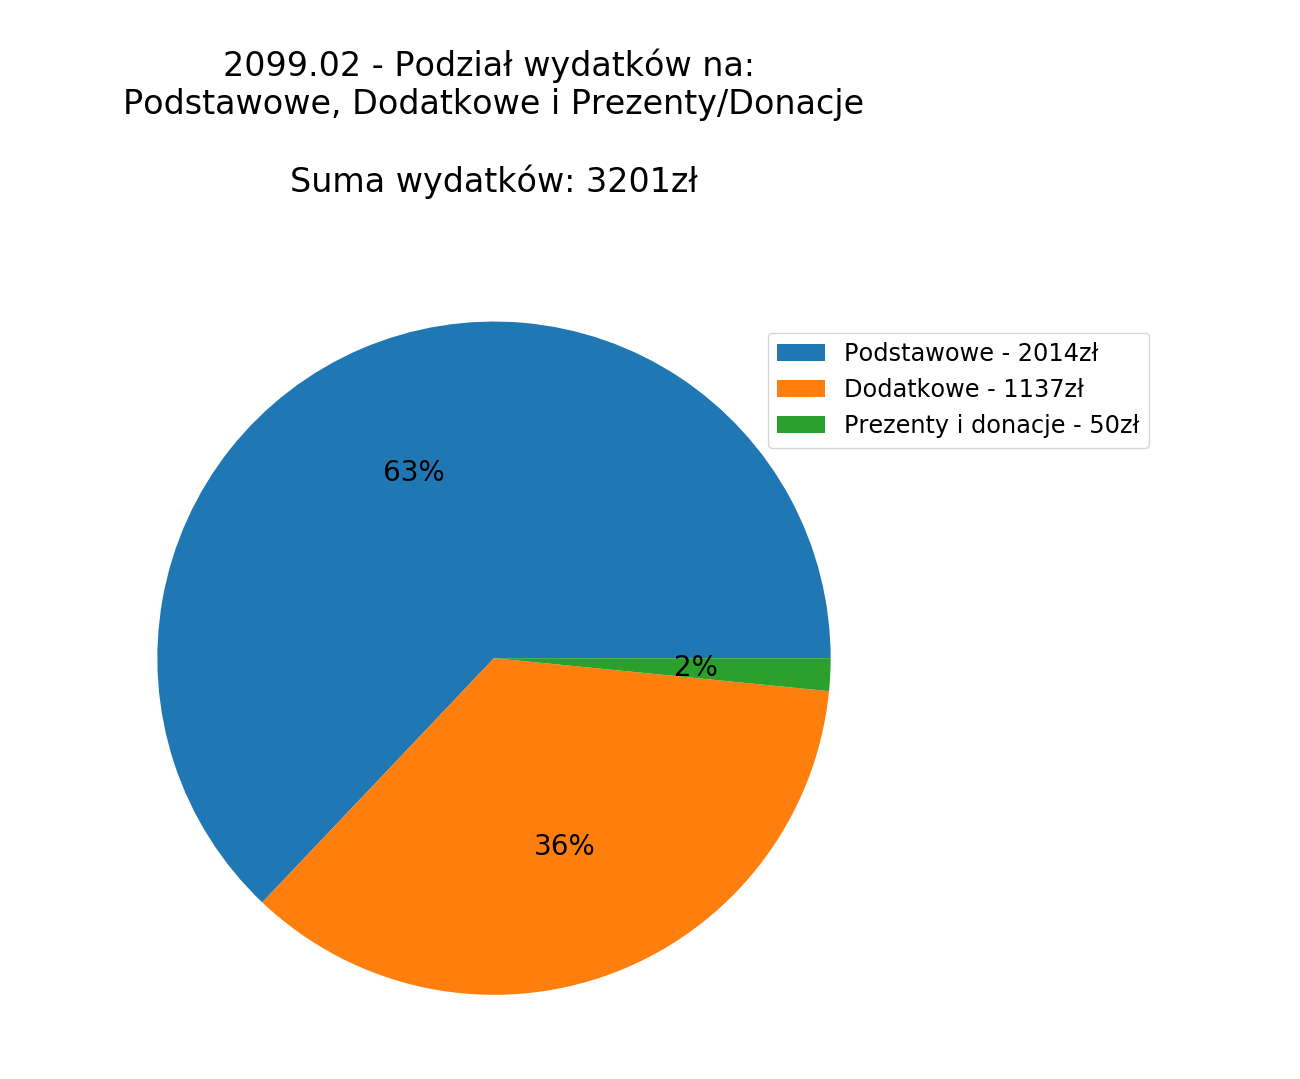 2099.02 - Podział wydatków na:
Podstawowe, Dodatkowe i Prezenty/Donacje
Suma wydatków: 3201zł
Podstawowe - 2014zł
Dodatkowe - 1137zł
Prezenty i donacje - 50zł
63%
2%
36%